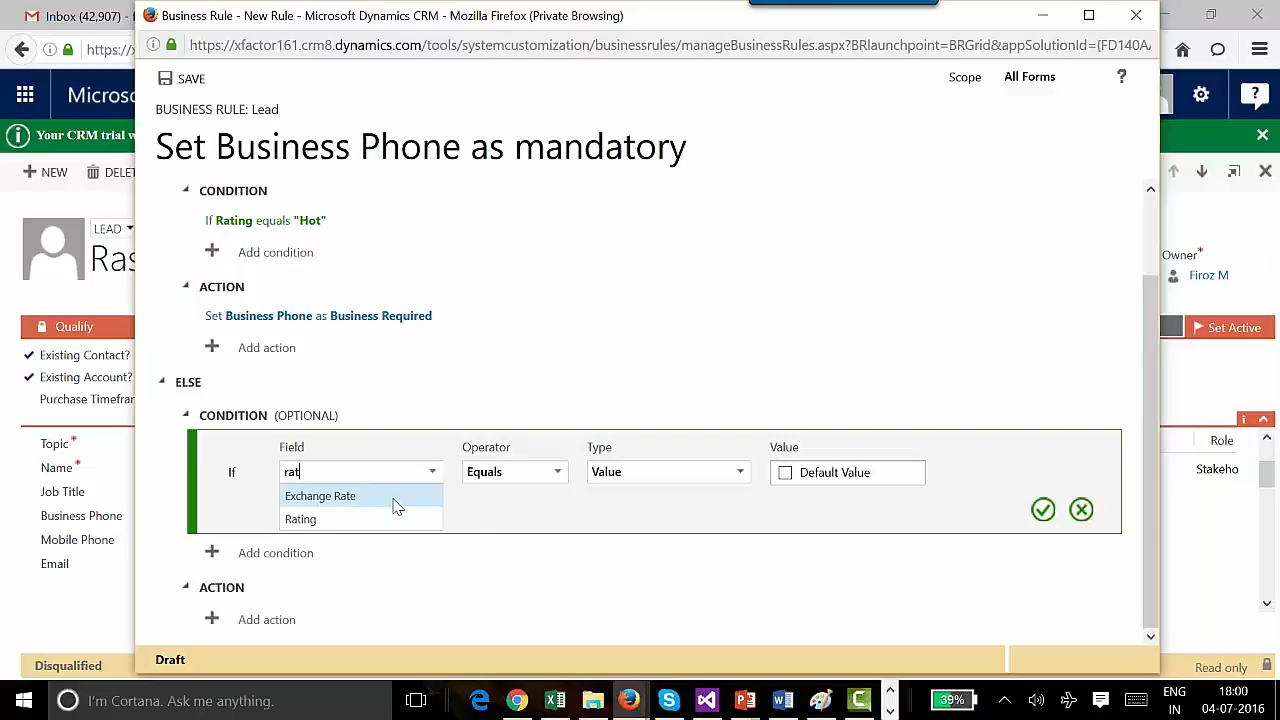 Inbox (42,907)
Business Rule - New Rule - Microsoft Dynamics CRM - Mozilla Firefox (Private Browsing)
https://x
https://xfactor161.crm8.dynamics.com/tools/systemcustomization/businessrules/manageBusinessRules.aspx?BRlaunchpoint=BRGrid&appSolutionId={FD140A
SAVE
Scope
All Forms
?
Microso
Your CRM trial w
BUSINESS RULE: Lead
Set Business Phone as mandatory
NEW
DELET
LEAD
Ras
Owner*
Firoz M
Qualify
Set Active
Existing Contact?
Existing Account?
Purchase Timefran
Topic*
Name*
Job Title
Business Phone
Mobile Phone
Email
Role
Stakeho
CONDITION
If Rating equals "Hot"
Add condition
ACTION
Set Business Phone as Business Required
Add action
ELSE
CONDITION (OPTIONAL)
Field
Operator
Type
Value
If
rat
Equals
Value
Default Value
Exchange Rate
Rating
Add condition
ACTION
Add action
Draft
Disqualified
Read only
I'm Cortana. Ask me anything.
39%
ENG
IN
18:00
04-07-2016